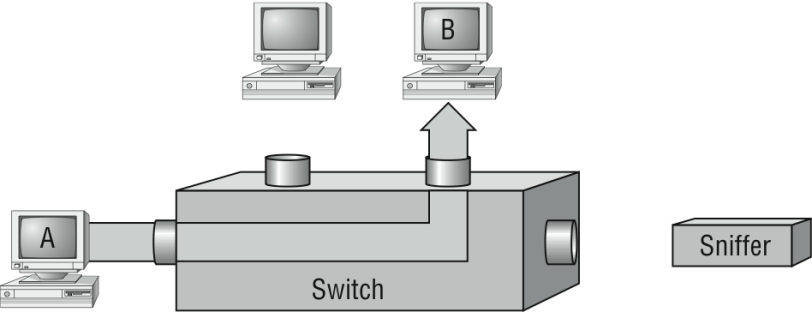 B
A
Sniffer
Switch